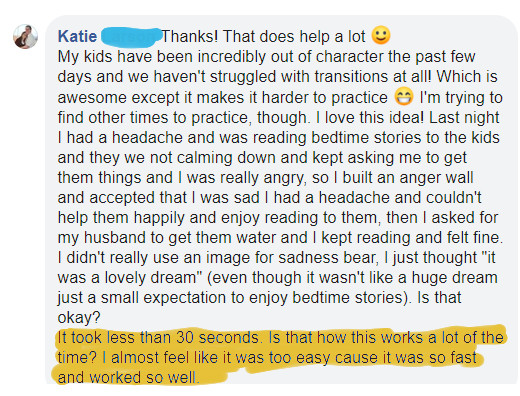 Katie Thanks! That does help a lot 🙂
My kids have been incredibly out of character the past few
days and we haven't struggled with transitions at all! Which is
awesome except it makes it harder to practice 😁 I'm trying to
find other times to practice, though. I love this idea! Last night
I had a headache and was reading bedtime stories to the kids
and they we not calming down and kept asking me to get
them things and I was really angry, so I built an anger wall
and accepted that I was sad I had a headache and couldn't
help them happily and enjoy reading to them, then I asked for
my husband to get them water and I kept reading and felt fine.
I didn't really use an image for sadness bear, I just thought "it
was a lovely dream" (even though it wasn't like a huge dream
just a small expectation to enjoy bedtime stories). Is that
okay?
It took less than 30 seconds. Is that how this works a lot of the
time? I almost feel like it was too easy cause it was so fast
and worked so well.